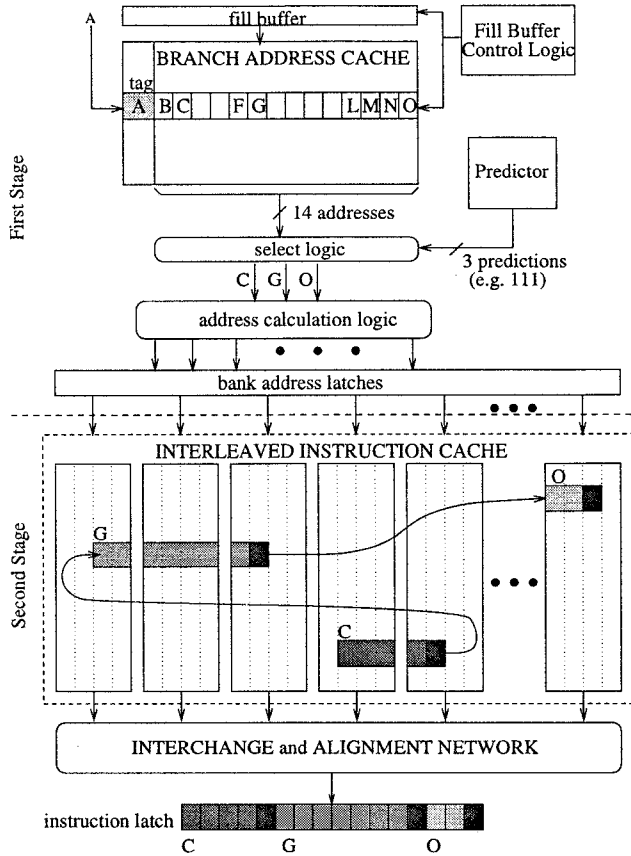 fill buffer
A
Fill Buffer
Control Logic
BRANCH ADDRESS CACHE
tag
A B C F G L M N O
Predictor
First Stage
14 addresses
select logic
3 predictions
(e.g. 111)
C G O
address calculation logic
bank address latches
INTERLEAVED INSTRUCTION CACHE
O
G
Second Stage
C
INTERCHANGE and ALIGNMENT NETWORK
instruction latch
C G O